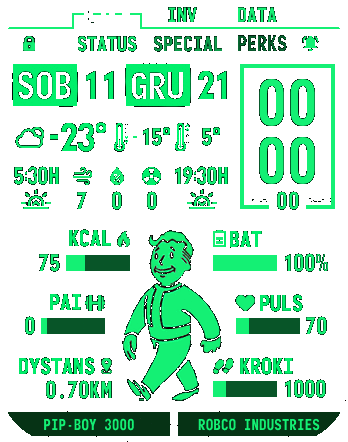 INV DATA
STATUS SPECIAL PERKS
SOB 11 GRU 21
00
00
00
-23° -15° 5°
5:30H 19:30H
7 0 0
KCAL
75
BAT
100%
PAI
0
PULS
70
DYSTANS
0.70KM
KROKI
1000
PIP-BOY 3000 ROBCO INDUSTRIES